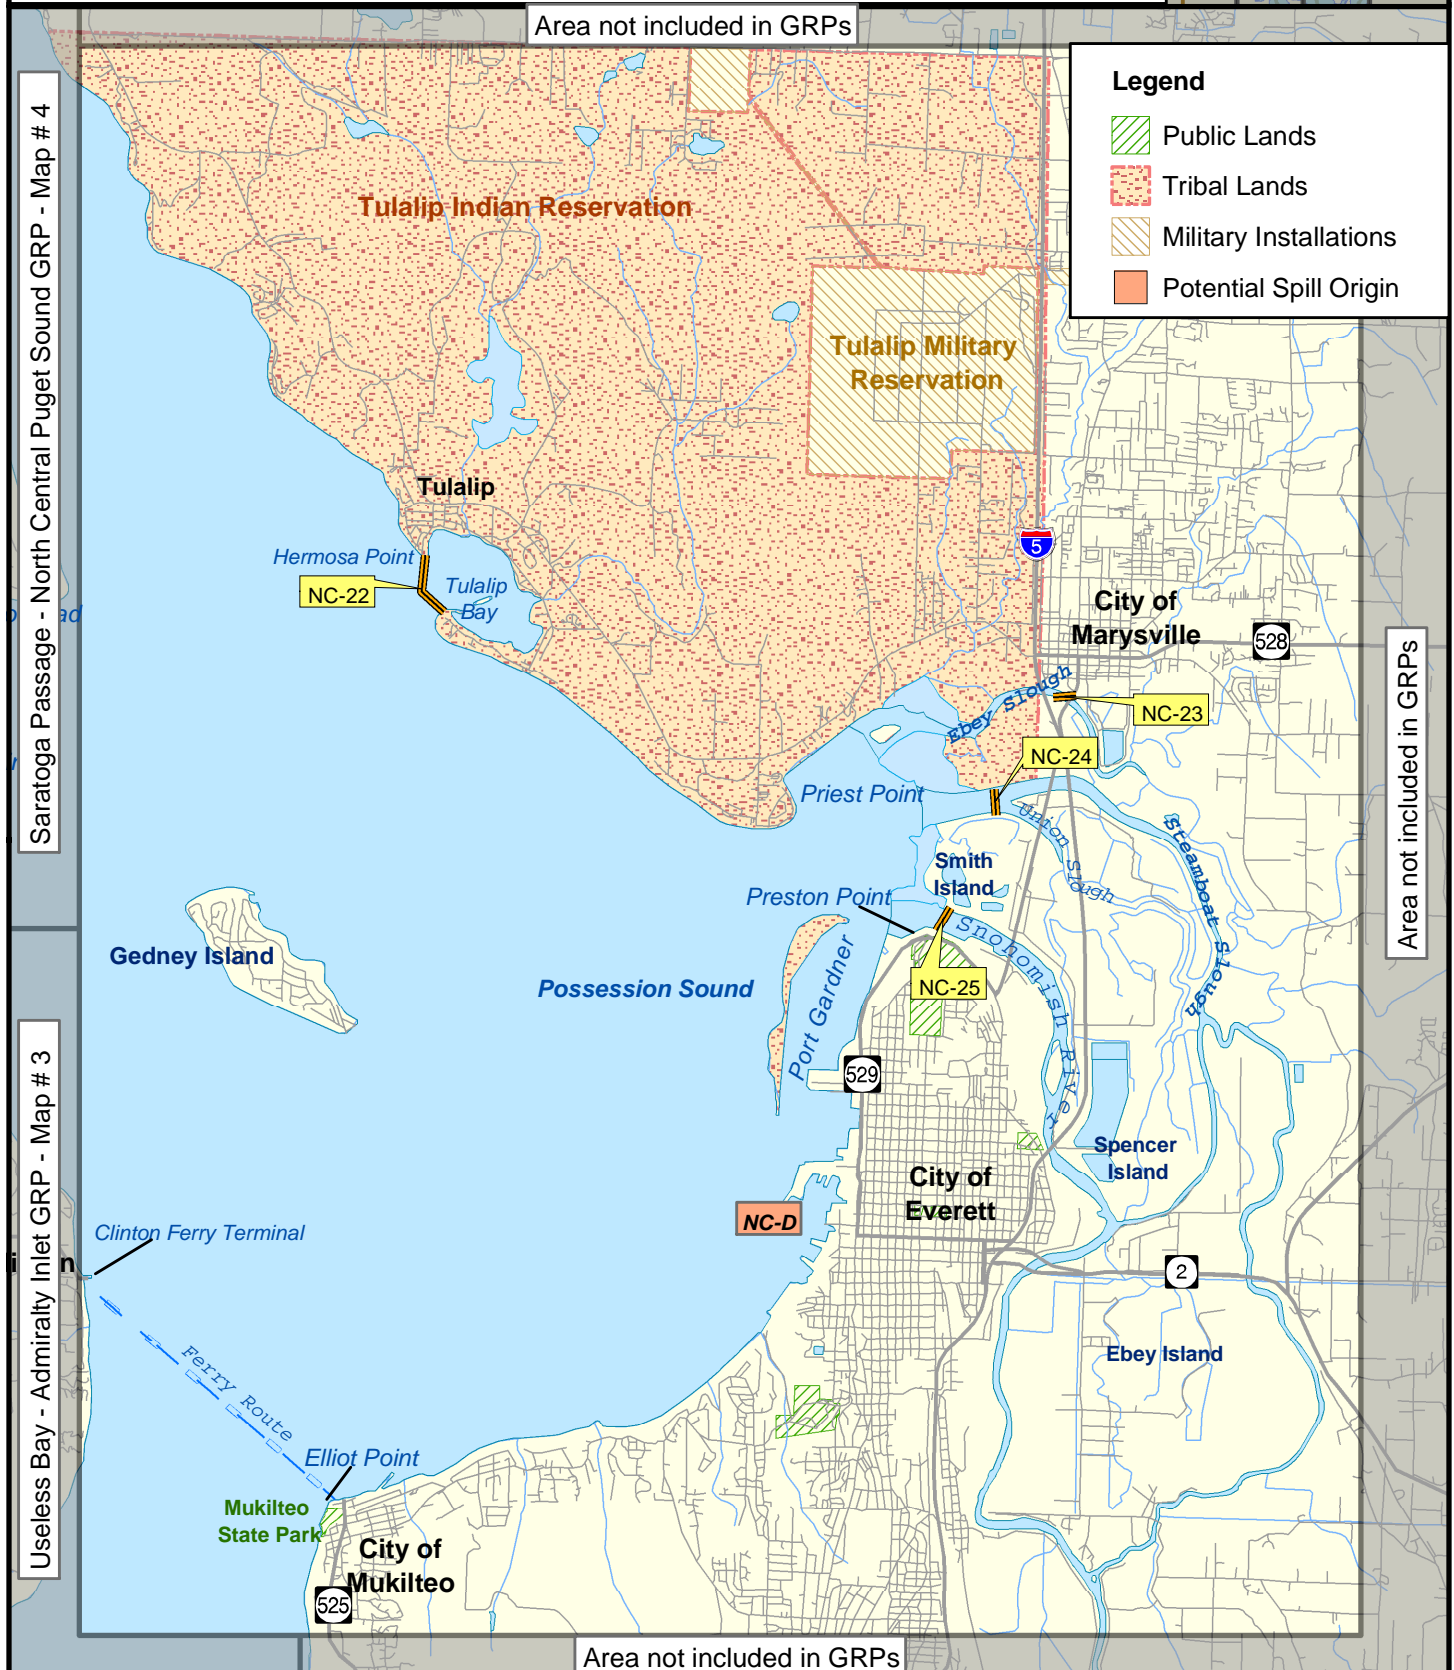 Area not included in GRPs
Legend
Public Lands
Tribal Lands
Military Installations
Potential Spill Origin
Saratoga Passage - North Central Puget Sound GRP - Map # 4
Tulalip Indian Reservation
Tulalip Military
Reservation
Tulalip
5
Hermosa Point
NC-22
Tulalip
Bay
City of
Marysville
528
Area not included in GRPs
Ebey Slough
NC-23
NC-24
Priest Point
Union Slough
Steamboat Slough
Smith
Island
Preston Point
Snohomish River
NC-25
Gedney Island
Possession Sound
Port Gardner
529
Useless Bay - Admiralty Inlet GRP - Map # 3
Spencer
Island
City of
Everett
NC-D
Clinton Ferry Terminal
2
Ebey Island
Ferry Route
Elliot Point
Mukilteo
State Park
City of
Mukilteo
525
Area not included in GRPs